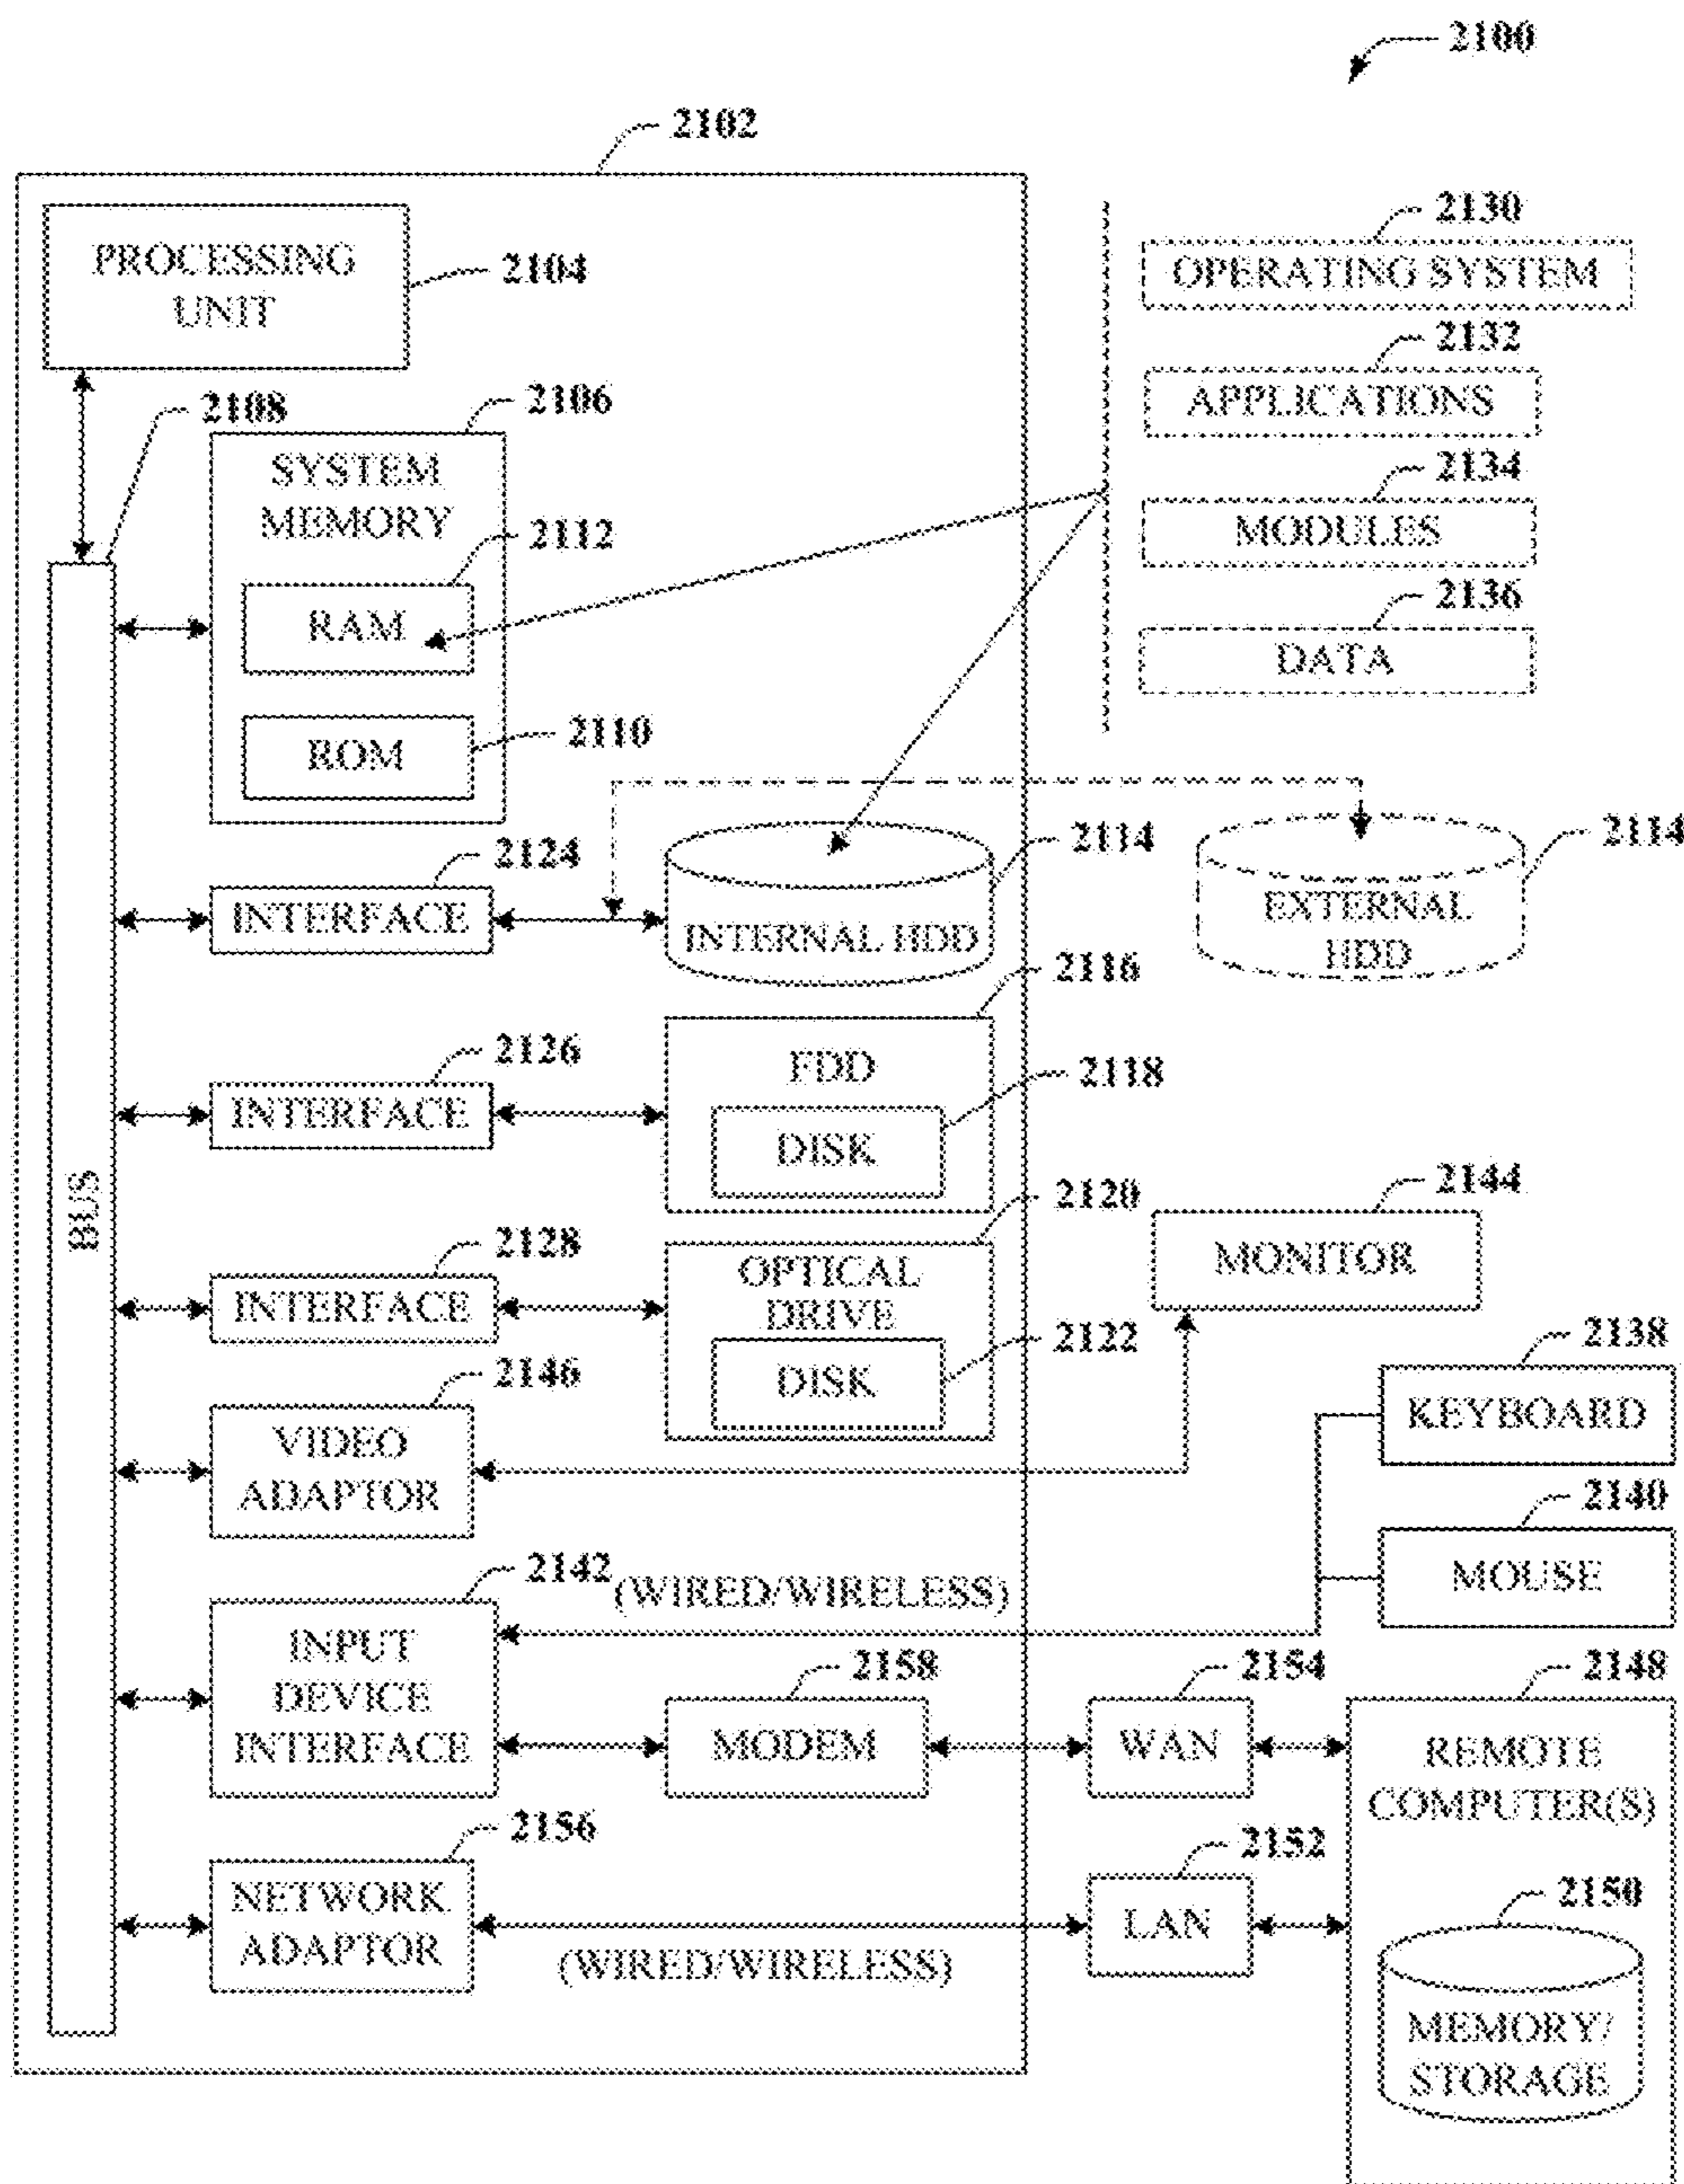 2100
2102
PROCESSING
UNIT
2104
2130
OPERATING SYSTEM
2132
APPLICATIONS
2134
MODULES
2136
DATA
2108
2106
SYSTEM
MEMORY
2112
RAM
2110
ROM
2124
INTERFACE
2114
INTERNAL HDD
2114
EXTERNAL
HDD
2126
INTERFACE
2116
FDD
2118
DISK
BUS
2128
INTERFACE
2120
OPTICAL
DRIVE
2122
DISK
2144
MONITOR
2146
VIDEO
ADAPTOR
2138
KEYBOARD
2140
MOUSE
2142
(WIRED/WIRELESS)
INPUT
DEVICE
INTERFACE
2158
MODEM
2154
WAN
2148
REMOTE
COMPUTER(S)
2156
NETWORK
ADAPTOR
(WIRED/WIRELESS)
2152
LAN
2150
MEMORY/
STORAGE